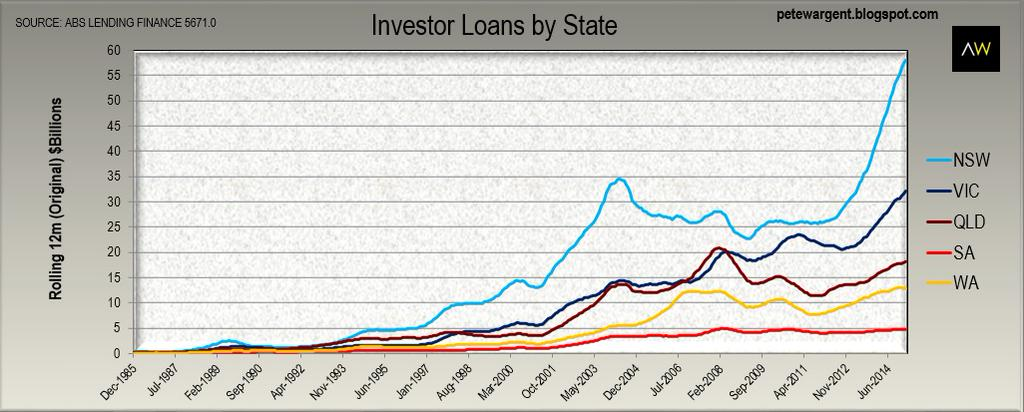 SOURCE: ABS LENDING FINANCE 5671.0
Investor Loans by State
petewargent.blogspot.com
AW
Rolling 12m (Original) $Billions
60
55
50
45
40
35
30
25
20
15
10
5
0
Dec-1985
Jul-1987
Feb-1989
Sep-1990
Apr-1992
Nov-1993
Jun-1995
Jan-1997
Aug-1998
Mar-2000
Oct-2001
May-2003
Dec-2004
Jul-2006
Feb-2008
Sep-2009
Apr-2011
Nov-2012
Jun-2014
NSW
VIC
QLD
SA
WA